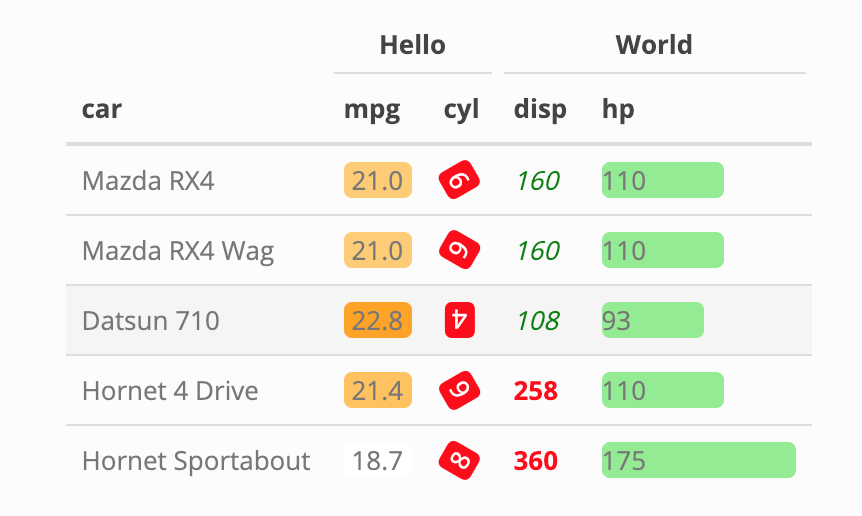 Hello World
car mpg cyl disp hp
Mazda RX4 21.0 6 160 110
Mazda RX4 Wag 21.0 6 160 110
Datsun 710 22.8 4 108 93
Hornet 4 Drive 21.4 6 258 110
Hornet Sportabout 18.7 8 360 175